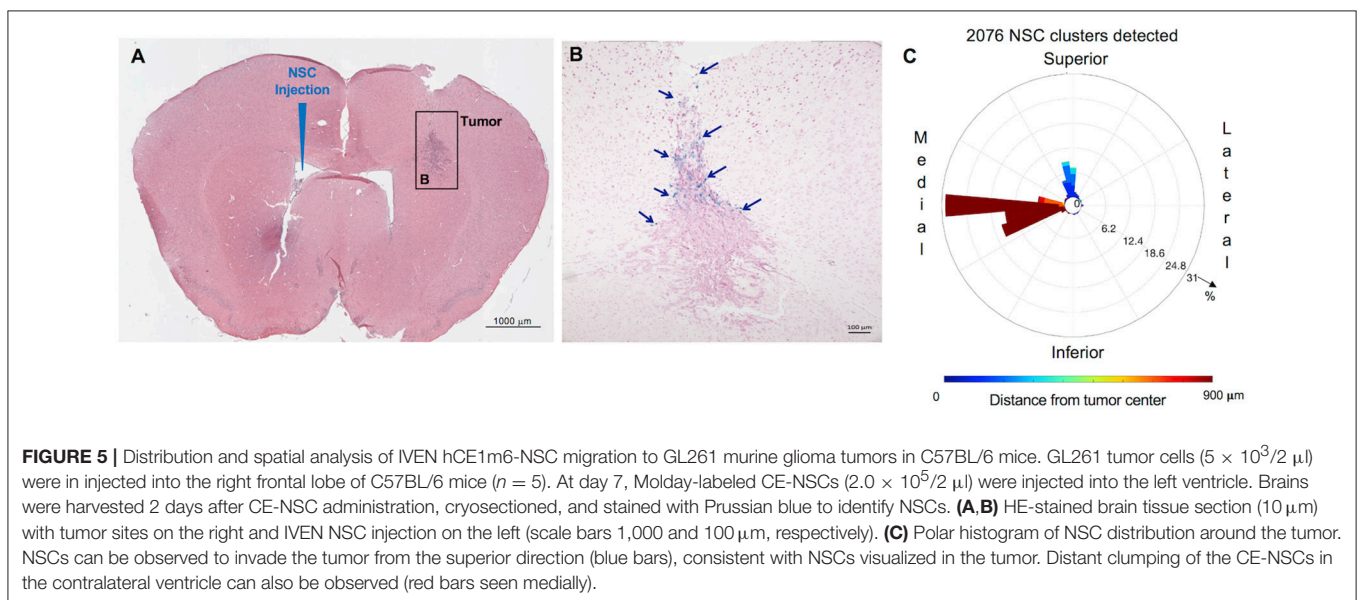 A
NSC
Injection
Tumor
B
1000 µm
B
100 µm
C
2076 NSC clusters detected
Superior
Medial
Lateral
0
6.2
12.4
18.6
24.8
31
%
Inferior
0
Distance from tumor center
900 µm
FIGURE 5 | Distribution and spatial analysis of IVEN hCE1m6-NSC migration to GL261 murine glioma tumors in C57BL/6 mice. GL261 tumor cells (5 × 10³/2 µl)
were in injected into the right frontal lobe of C57BL/6 mice (n = 5). At day 7, Molday-labeled CE-NSCs (2.0 × 10⁵/2 µl) were injected into the left ventricle. Brains
were harvested 2 days after CE-NSC administration, cryosectioned, and stained with Prussian blue to identify NSCs. (A,B) HE-stained brain tissue section (10 µm)
with tumor sites on the right and IVEN NSC injection on the left (scale bars 1,000 and 100 µm, respectively). (C) Polar histogram of NSC distribution around the tumor.
NSCs can be observed to invade the tumor from the superior direction (blue bars), consistent with NSCs visualized in the tumor. Distant clumping of the CE-NSCs in
the contralateral ventricle can also be observed (red bars seen medially).